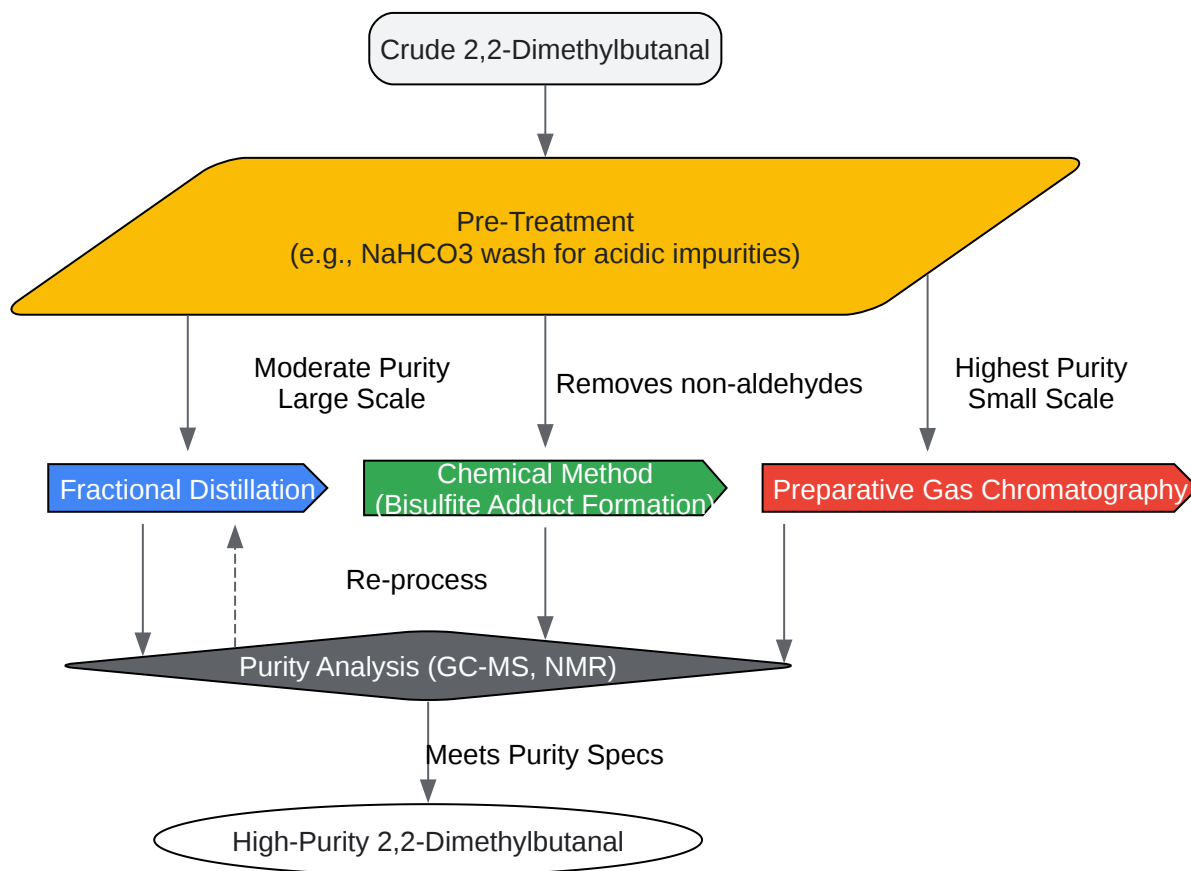 Crude 2,2-Dimethylbutanal
Pre-Treatment
(e.g., NaHCO3 wash for acidic impurities)
Moderate Purity
Large Scale
Removes non-aldehydes
Highest Purity
Small Scale
Fractional Distillation
Chemical Method
(Bisulfite Adduct Formation)
Preparative Gas Chromatography
Re-process
Purity Analysis (GC-MS, NMR)
Meets Purity Specs
High-Purity 2,2-Dimethylbutanal